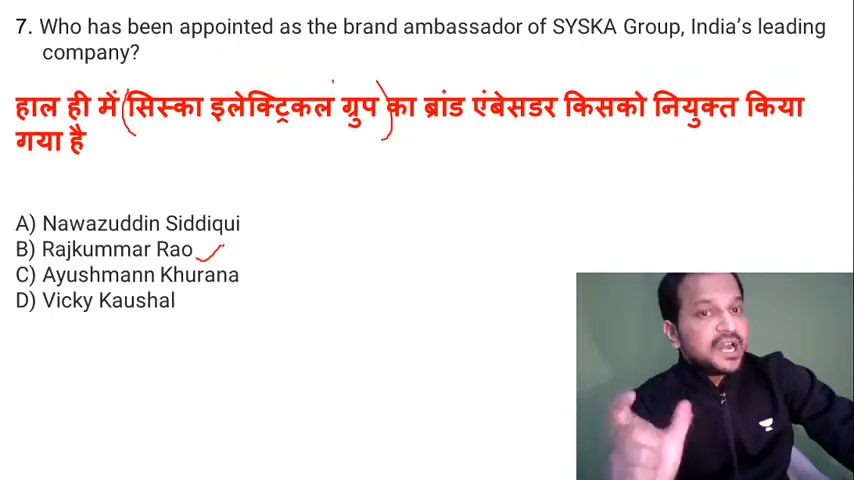 7. Who has been appointed as the brand ambassador of SYSKA Group, India’s leading
company?
हाल ही में सिस्का इलेक्ट्रिकल ग्रुप का ब्रांड एंबेसडर किसको नियुक्त किया
गया है
A) Nawazuddin Siddiqui
B) Rajkummar Rao
C) Ayushmann Khurana
D) Vicky Kaushal